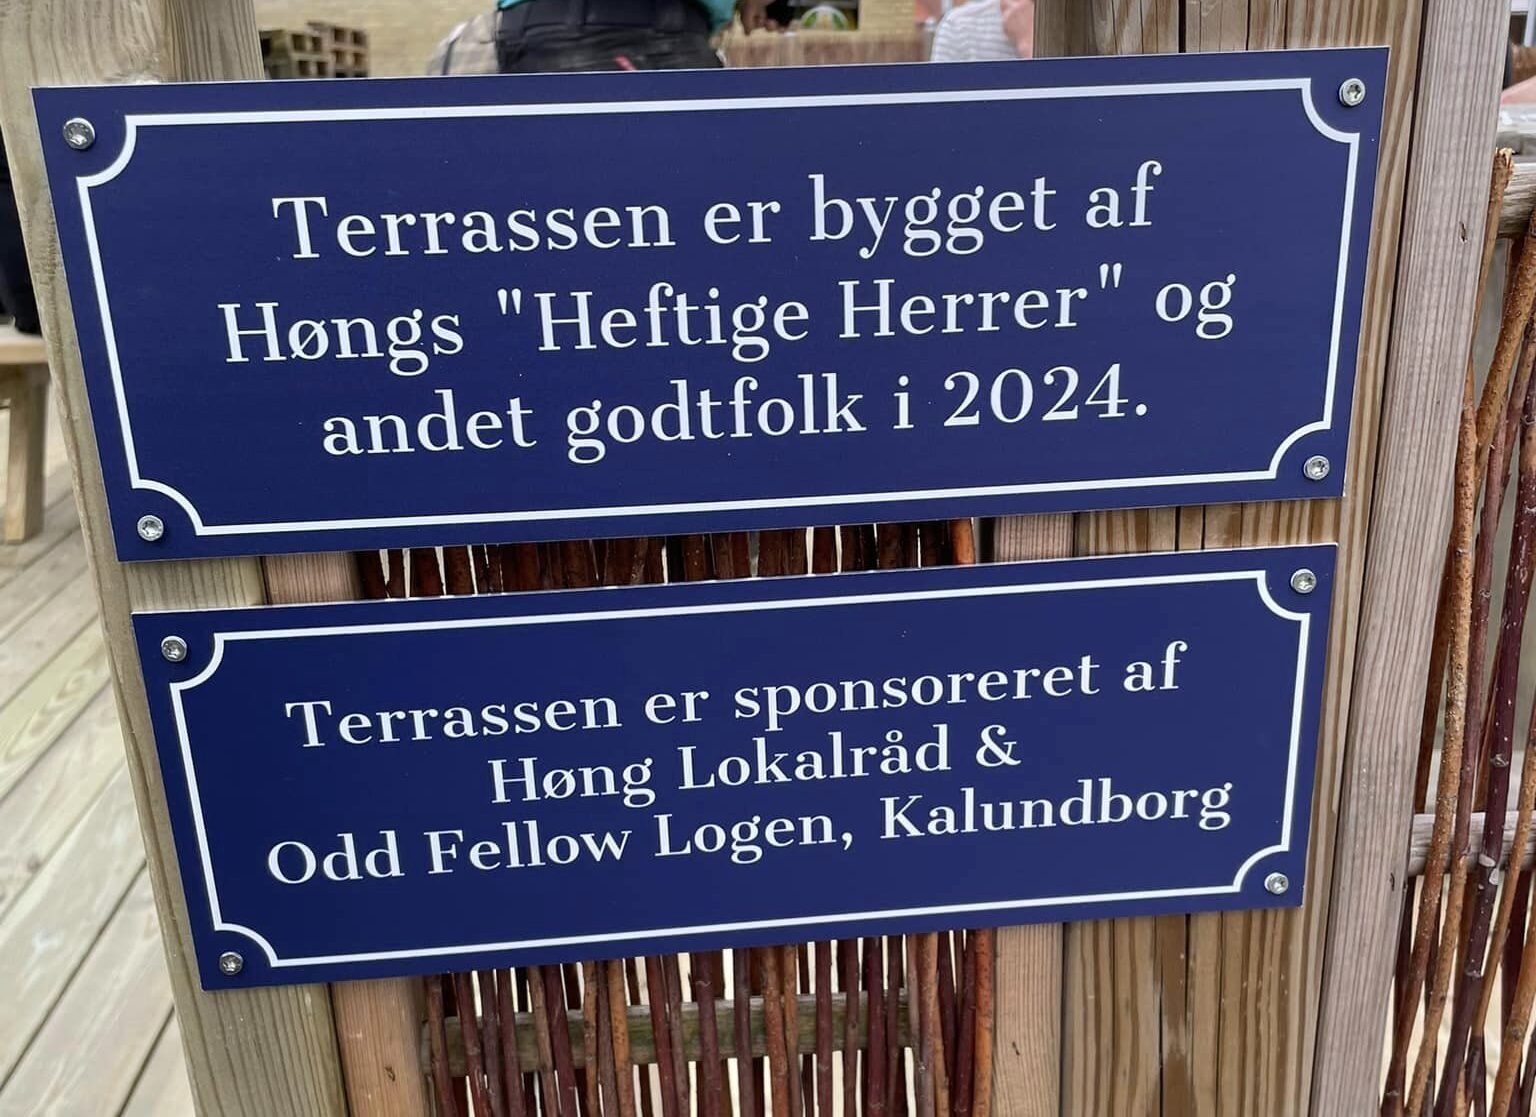 Terrassen er bygget af
Høngs "Heftige Herrer" og
andet godtfolk i 2024.
Terrassen er sponsoreret af
Høng Lokalråd &
Odd Fellow Logen, Kalundborg